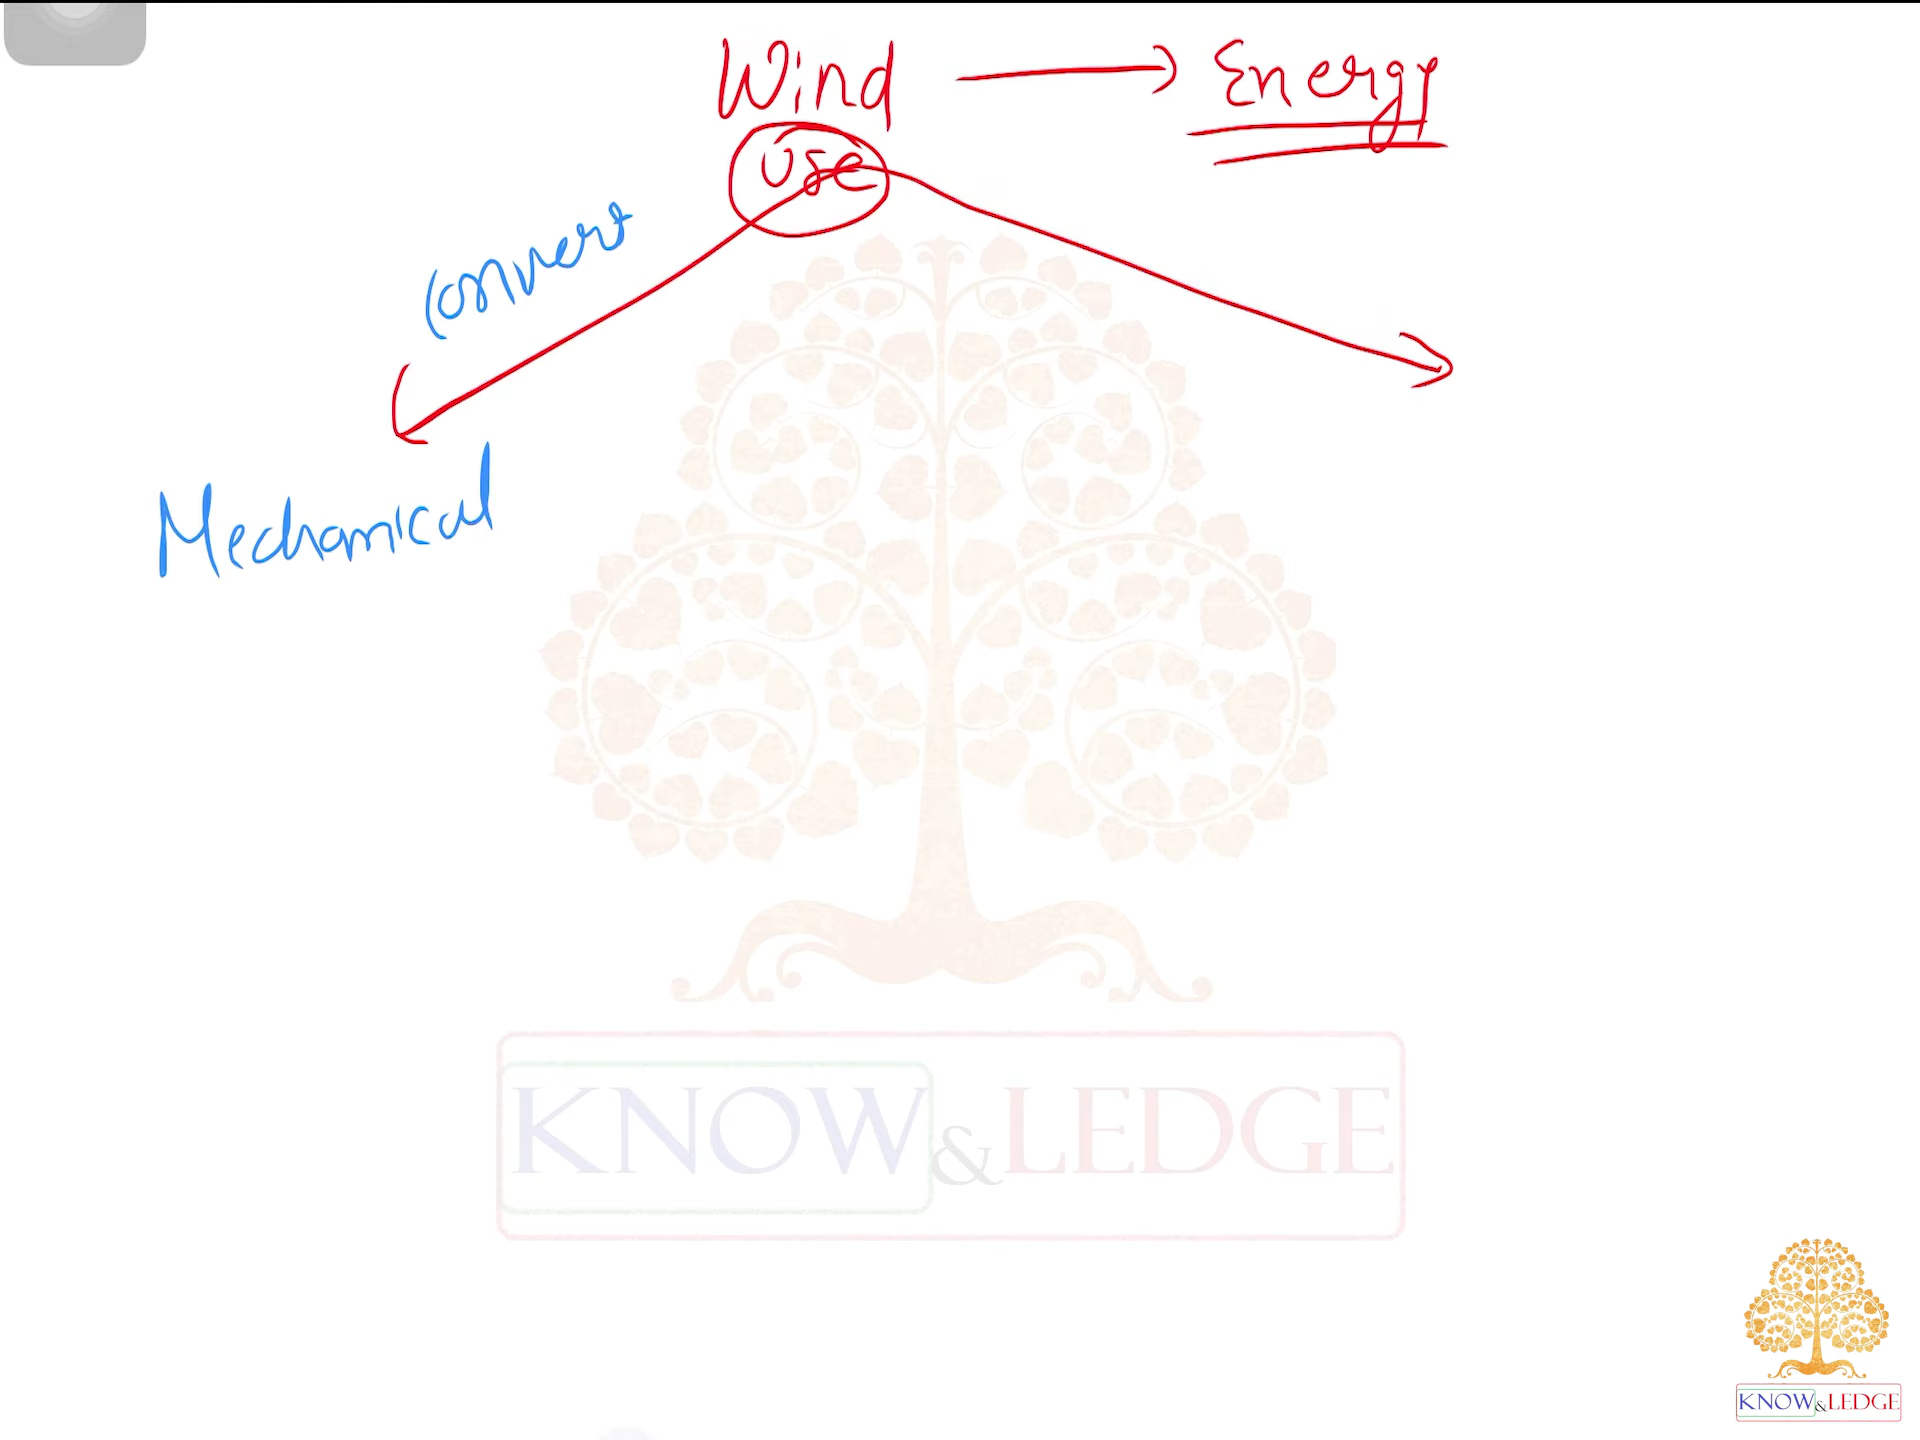 Wind → Energy
Use
Convert
Mechanical
KNOW&LEDGE
KNOW&LEDGE